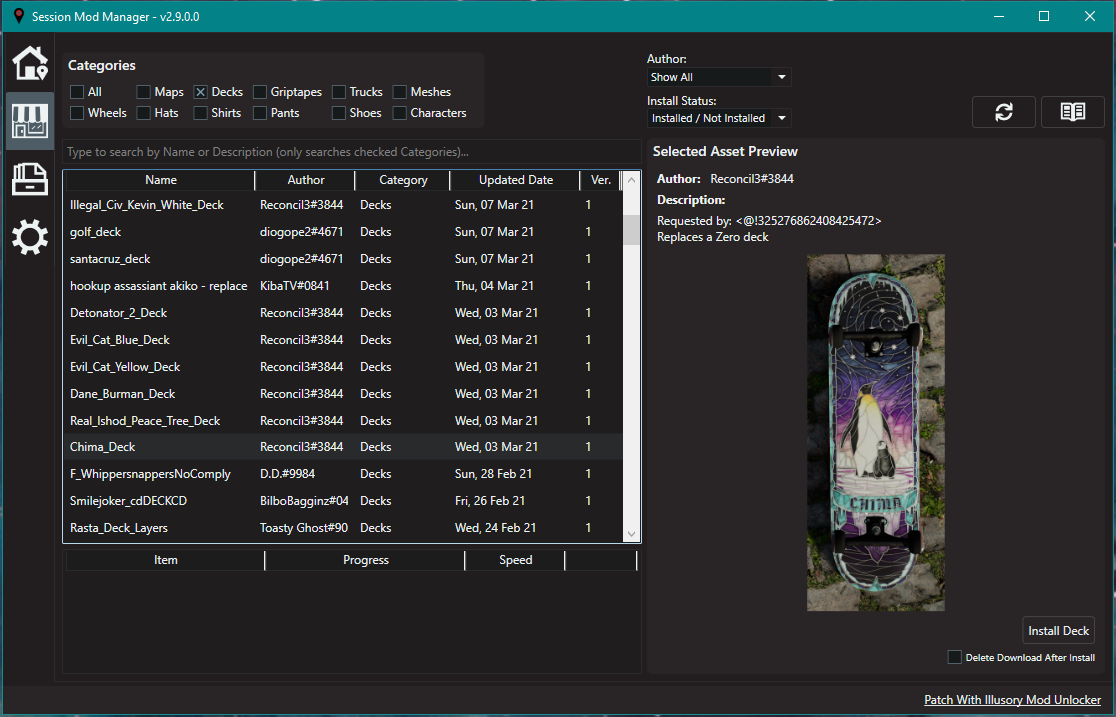 Session Mod Manager - v2.9.0.0
Categories
All Maps Decks Griptapes Trucks Meshes
Wheels Hats Shirts Pants Shoes Characters
Type to search by Name or Description (only searches checked Categories)...
Name Author Category Updated Date Ver.
Illegal_Civ_Kevin_White_Deck Reconcil3#3844 Decks Sun, 07 Mar 21 1
golf_deck diogope2#4671 Decks Sun, 07 Mar 21 1
santacruz_deck diogope2#4671 Decks Sun, 07 Mar 21 1
hookup assassiant akiko - replace KibaTV#0841 Decks Thu, 04 Mar 21 1
Detonator_2_Deck Reconcil3#3844 Decks Wed, 03 Mar 21 1
Evil_Cat_Blue_Deck Reconcil3#3844 Decks Wed, 03 Mar 21 1
Evil_Cat_Yellow_Deck Reconcil3#3844 Decks Wed, 03 Mar 21 1
Dane_Burman_Deck Reconcil3#3844 Decks Wed, 03 Mar 21 1
Real_Ishod_Peace_Tree_Deck Reconcil3#3844 Decks Wed, 03 Mar 21 1
Chima_Deck Reconcil3#3844 Decks Wed, 03 Mar 21 1
F_WhippersnappersNoComply D.D.#9984 Decks Sun, 28 Feb 21 1
Smilejoker_cdDECKCD BilboBagginz#04 Decks Fri, 26 Feb 21 1
Rasta_Deck_Layers Toasty Ghost#90 Decks Wed, 24 Feb 21 1
Item Progress Speed
Author:
Show All
Install Status:
Installed / Not Installed
Selected Asset Preview
Author: Reconcil3#3844
Description:
Requested by: <@!325276862408425472>
Replaces a Zero deck
CHIMA
Install Deck
Delete Download After Install
Patch With Illusory Mod Unlocker